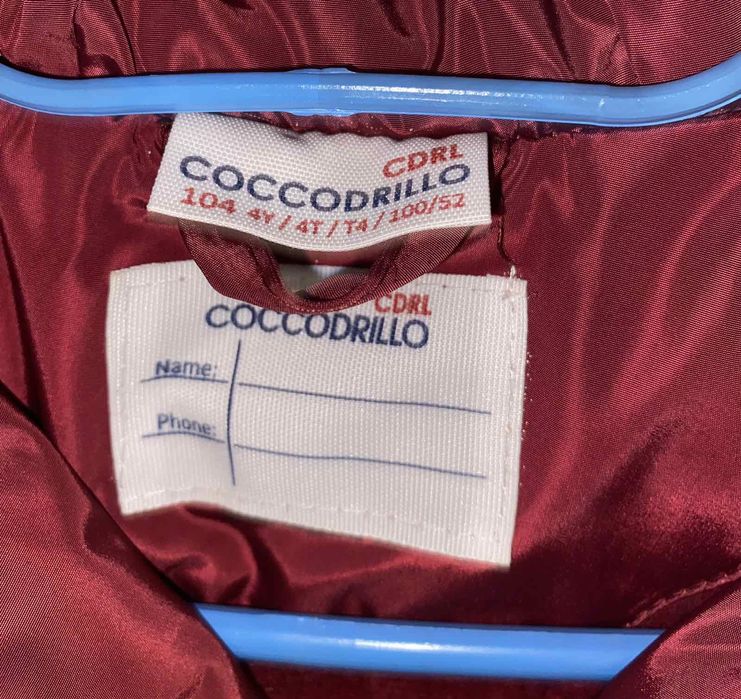 CDRL
COCCODRILLO
104 4Y / 4T / T4 / 100/52
CDRL
COCCODRILLO
Name:
Phone: